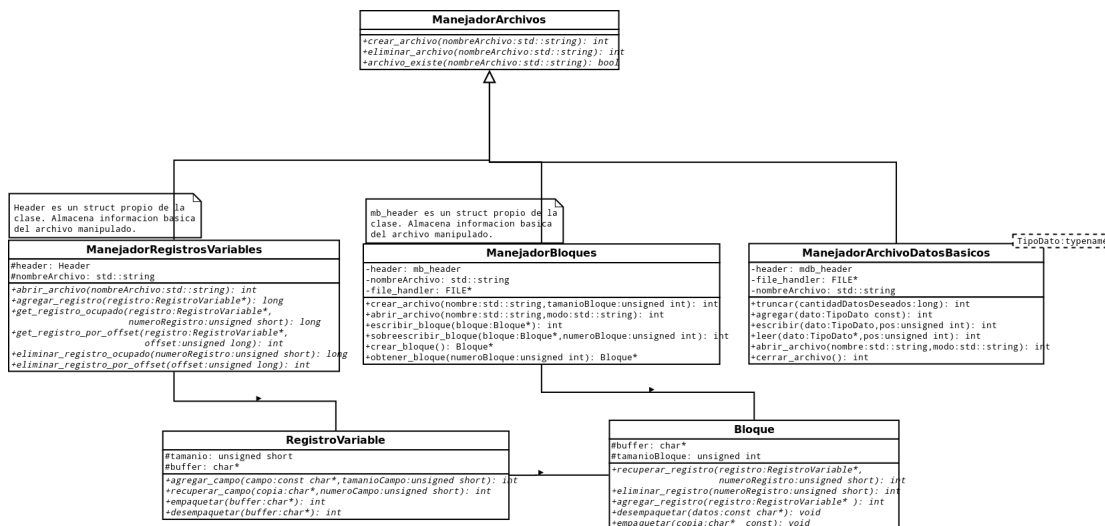 ManejadorArchivos
+crear_archivo(nombreArchivo:std::string): int
+eliminar_archivo(nombreArchivo:std::string): int
+archivo_existe(nombreArchivo:std::string): bool
Header es un struct propio de la
clase. Almacena informacion basica
del archivo manipulado.
ManejadorRegistrosVariables
#header: Header
#nombreArchivo: std::string
+abrir_archivo(nombreArchivo:std::string): int
+agregar_registro(registro:RegistroVariable*): long
+get_registro_ocupado(registro:RegistroVariable*,
numeroRegistro:unsigned short): long
+get_registro_por_offset(registro:RegistroVariable*,
offset:unsigned long): int
+eliminar_registro_ocupado(numeroRegistro:unsigned short): long
+eliminar_registro_por_offset(offset:unsigned long): int
mb_header es un struct propio de la
clase. Almacena informacion basica
del archivo manipulado.
ManejadorBloques
-header: mb_header
-nombreArchivo: std::string
-file_handler: FILE*
+crear_archivo(nombre:std::string,tamanioBloque:unsigned int): int
+abrir_archivo(nombre:std::string,modo:std::string): int
+escribir_bloque(bloque:Bloque*): int
+sobreescribir_bloque(bloque:Bloque*,numeroBloque:unsigned int): int
+crear_bloque(): Bloque*
+obtener_bloque(numeroBloque:unsigned int): Bloque*
TipoDato:typename
ManejadorArchivoDatosBasicos
-header: mdb_header
-file_handler: FILE*
-nombreArchivo: std::string
+truncar(cantidadDatosDeseados:long): int
+agregar(dato:TipoDato const): int
+escribir(dato:TipoDato,pos:unsigned int): int
+leer(dato:TipoDato*,pos:unsigned int): int
+abrir_archivo(nombre:std::string,modo:std::string): int
+cerrar_archivo(): int
RegistroVariable
#tamanio: unsigned short
#buffer: char*
+agregar_campo(campo:const char*,tamanioCampo:unsigned short): int
+recuperar_campo(copia:char*,numeroCampo:unsigned short): int
+empaquetar(buffer:char*): int
+desempaquetar(buffer:char*): int
Bloque
#buffer: char*
#tamanioBloque: unsigned int
+recuperar_registro(registro:RegistroVariable*,
numeroRegistro:unsigned short): int
+eliminar_registro(numeroRegistro:unsigned short): int
+agregar_registro(registro:RegistroVariable* ): int
+desempaquetar(datos:const char*): void
+empaquetar(copia:char* const): void